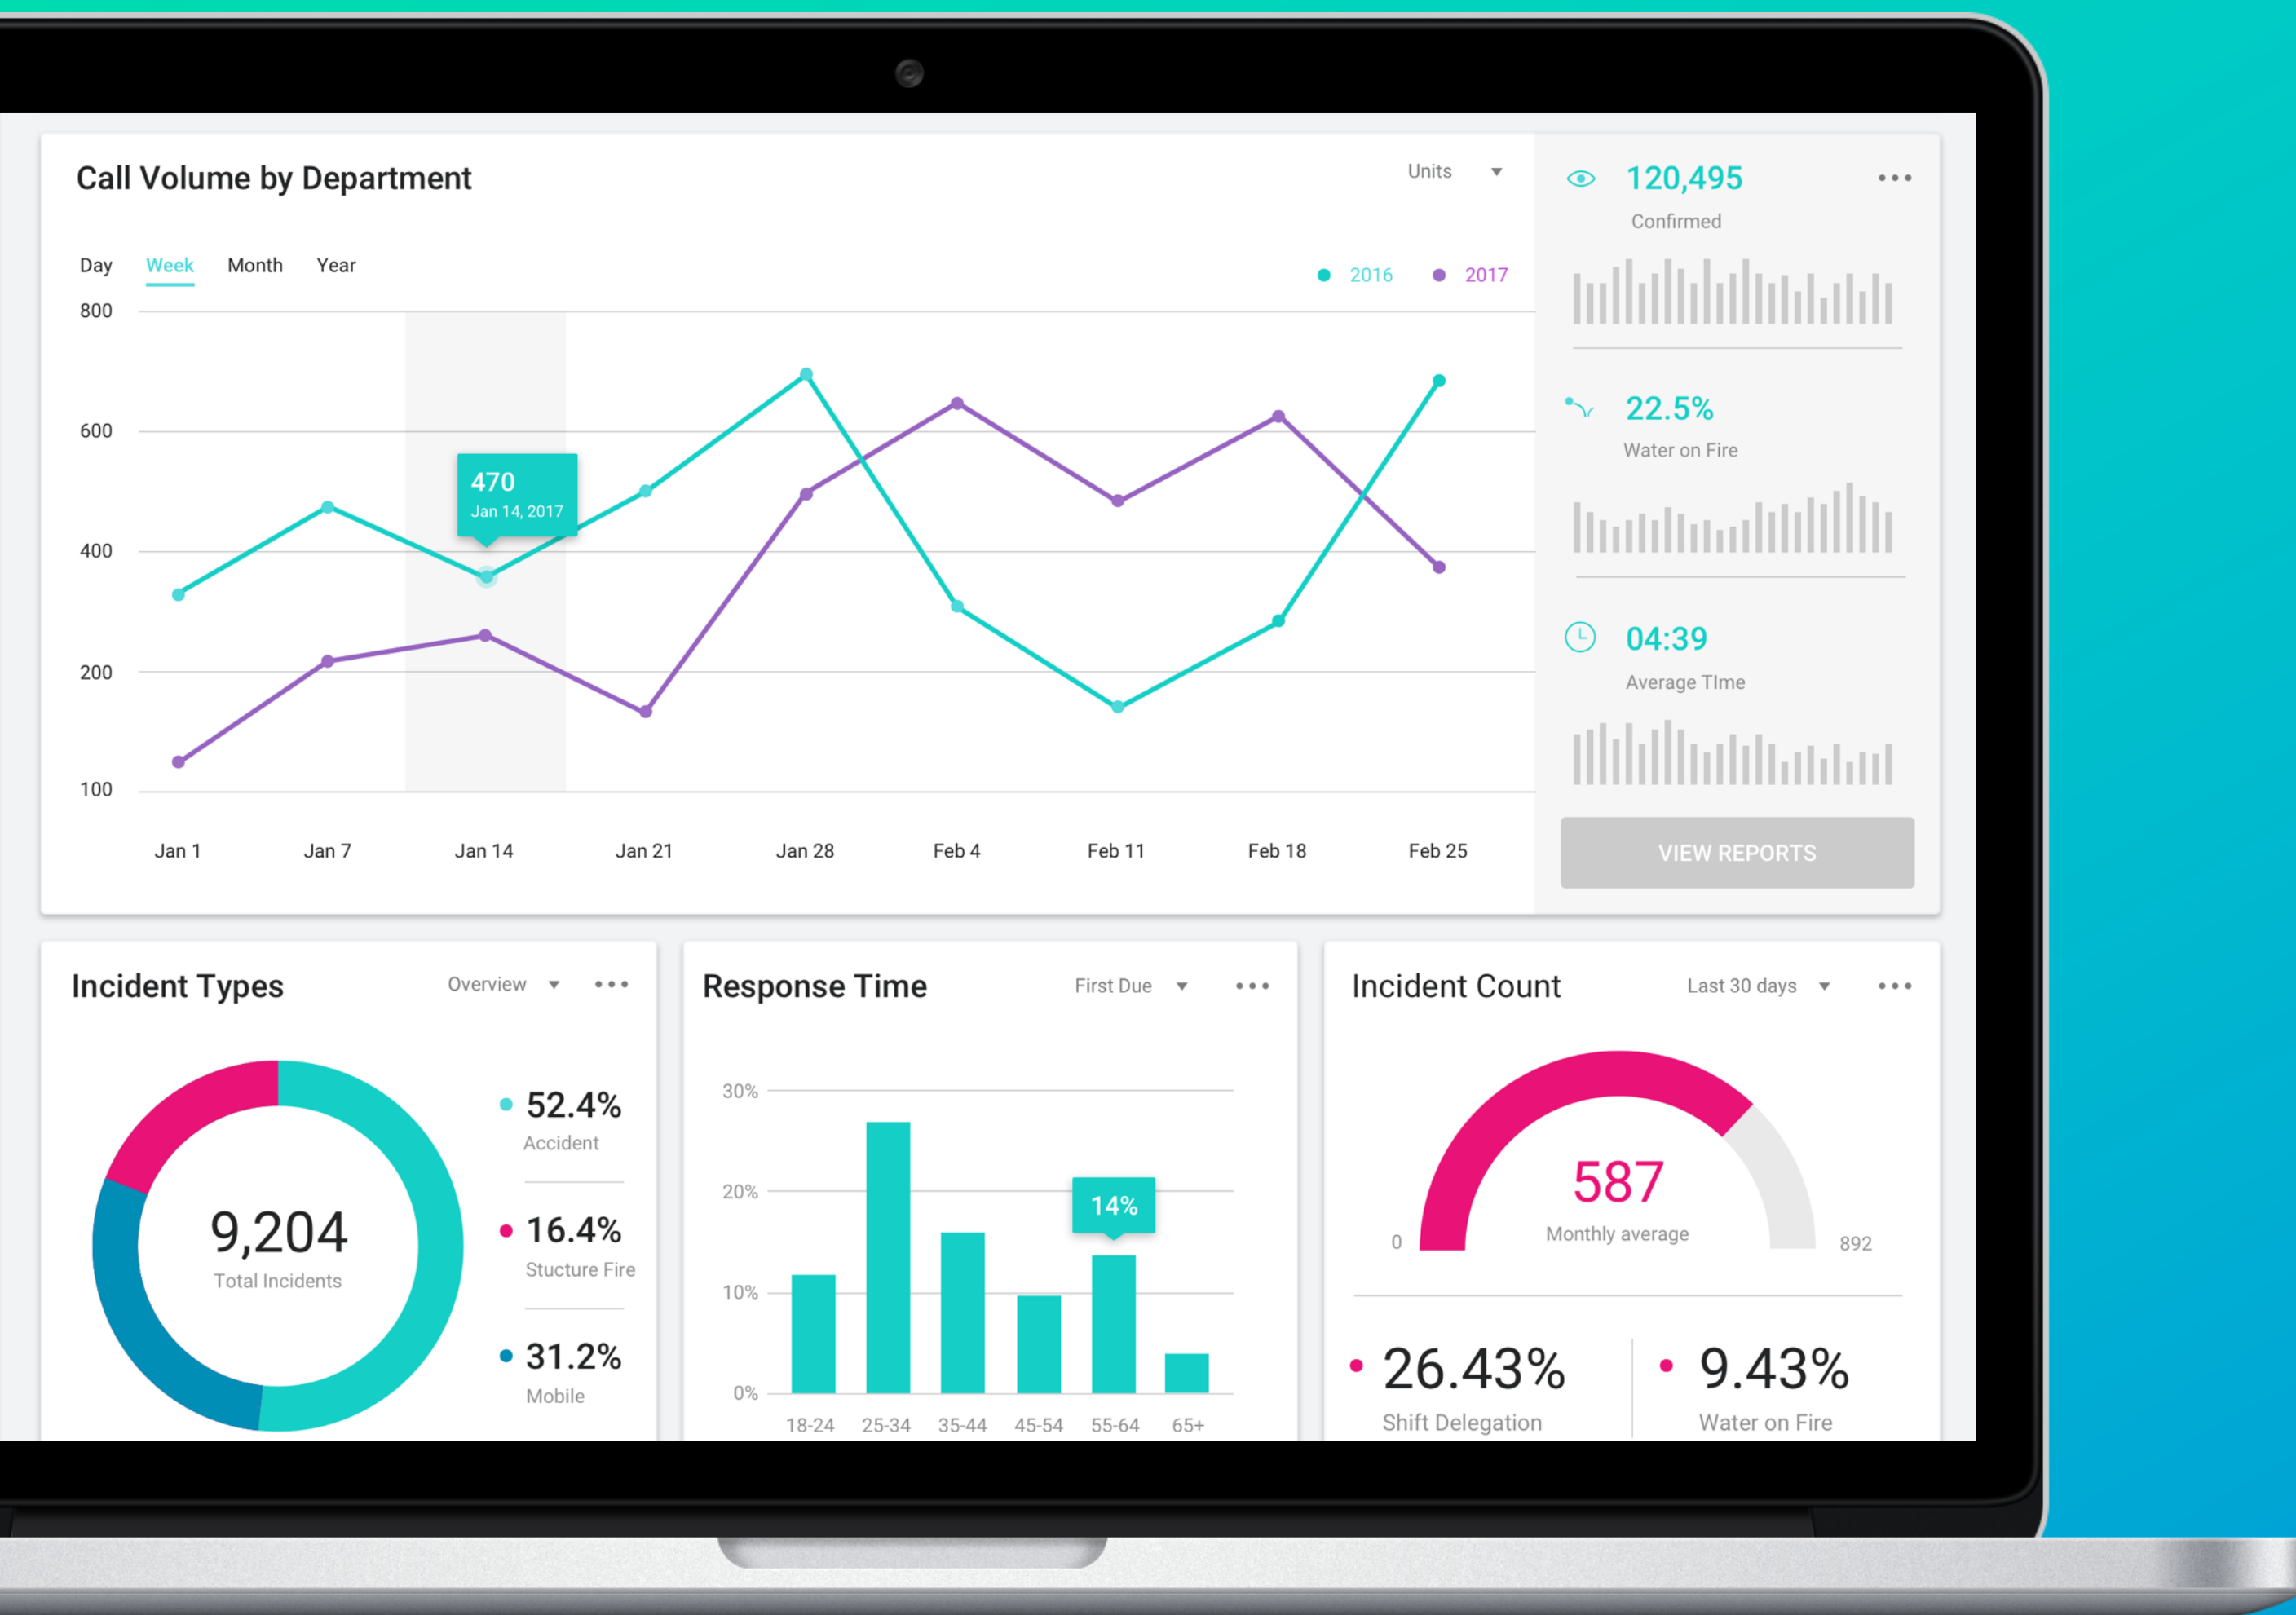 Call Volume by Department
Units
Day Week Month Year
2016 2017
800
600
400
200
100
470
Jan 14, 2017
Jan 1 Jan 7 Jan 14 Jan 21 Jan 28 Feb 4 Feb 11 Feb 18 Feb 25
120,495
Confirmed
22.5%
Water on Fire
04:39
Average TIme
VIEW REPORTS
Incident Types
Overview
9,204
Total Incidents
52.4%
Accident
16.4%
Stucture Fire
31.2%
Mobile
Response Time
First Due
30%
20%
10%
0%
14%
18-24 25-34 35-44 45-54 55-64 65+
Incident Count
Last 30 days
587
Monthly average
0
892
26.43%
Shift Delegation
9.43%
Water on Fire